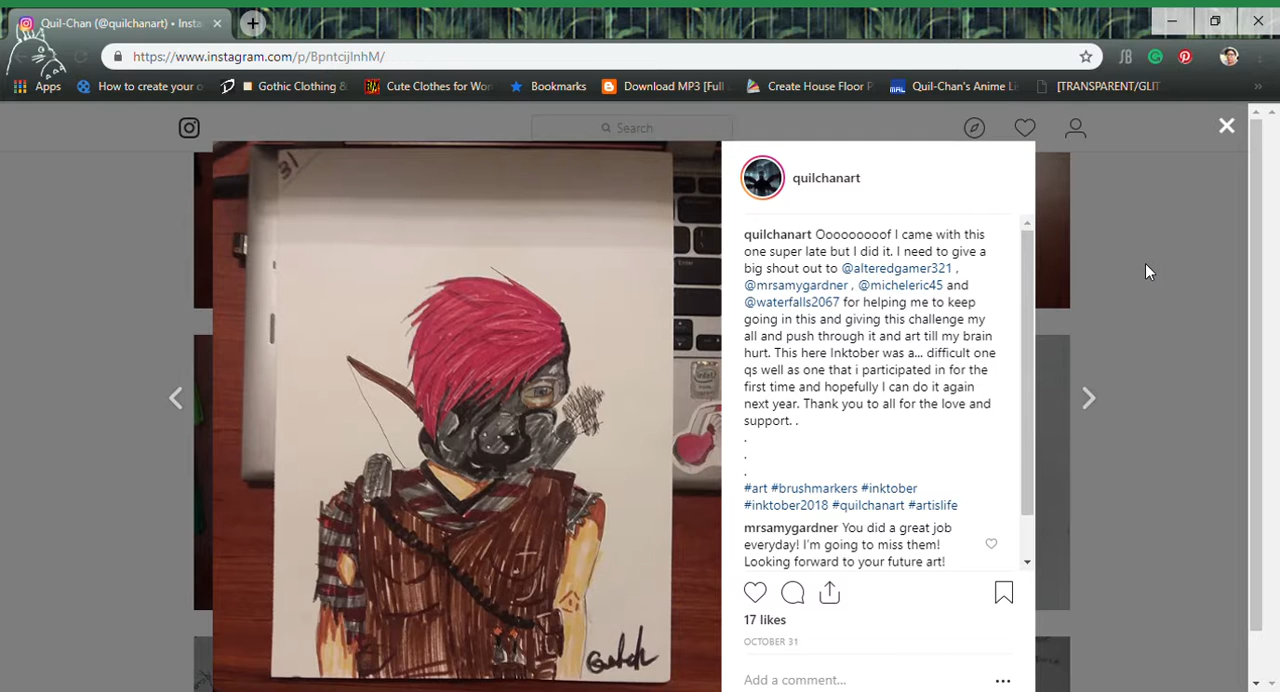 Quil-Chan (@quilchanart) • Insta
https://www.instagram.com/p/BpntcijlnhM/
Apps How to create your o Gothic Clothing & Cute Clothes for Wor Bookmarks Download MP3 [Full Create House Floor P MAL Quil-Chan's Anime Li [TRANSPARENT/GLIT
Search
31
quilchanart
quilchanart Ooooooooof I came with this
one super late but I did it. I need to give a
big shout out to @alteredgamer321 ,
@mrsamygardner , @micheleric45 and
@waterfalls2067 for helping me to keep
going in this and giving this challenge my
all and push through it and art till my brain
hurt. This here Inktober was a... difficult one
qs well as one that i participated in for the
first time and hopefully I can do it again
next year. Thank you to all for the love and
support. .
.
.
.
#art #brushmarkers #inktober
#inktober2018 #quilchanart #artislife
mrsamygardner You did a great job
everyday! I'm going to miss them!
Looking forward to your future art!
17 likes
OCTOBER 31
Add a comment...
intel